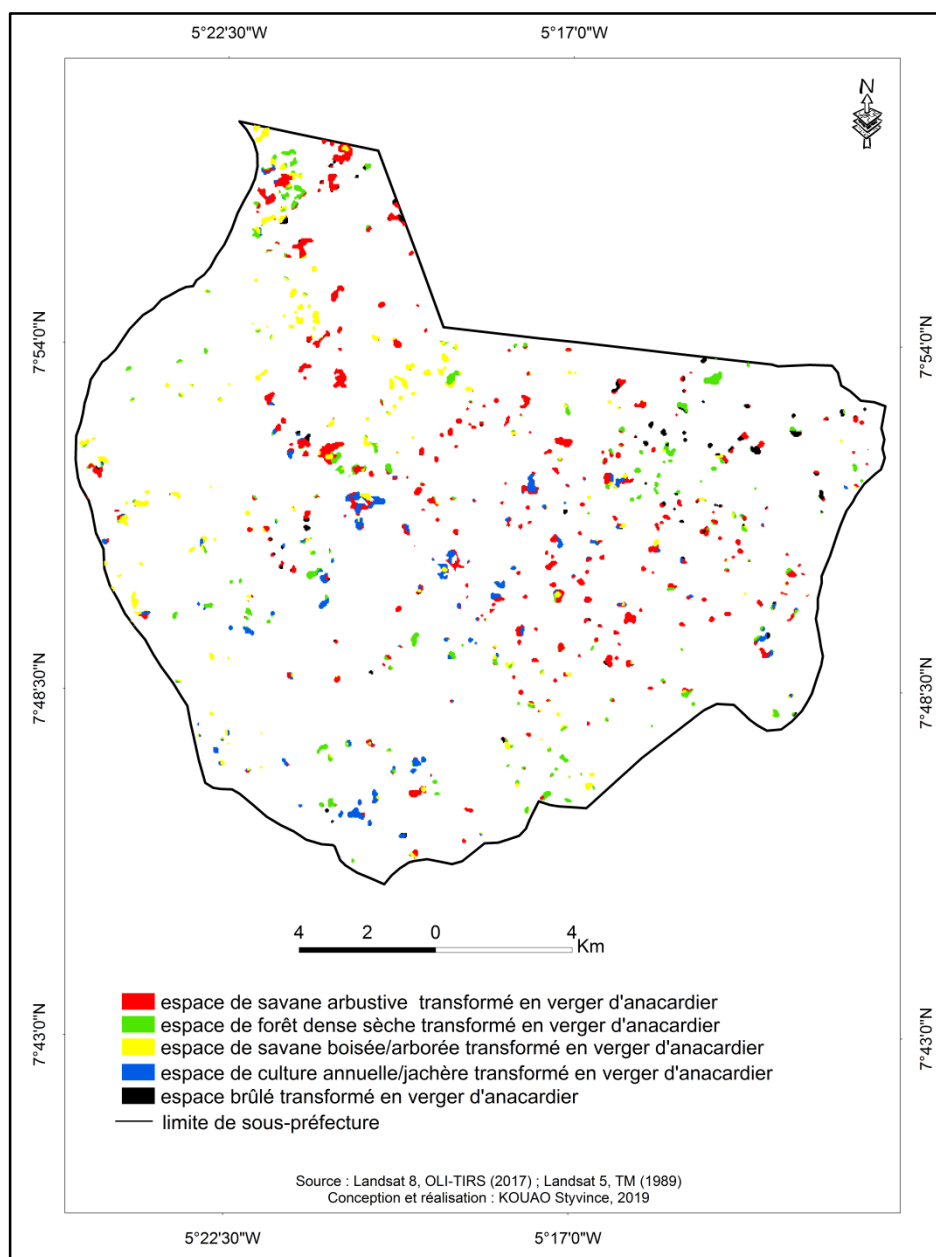 5°22'30"W 5°17'0"W
N
7°54'0"N 7°54'0"N
7°48'30"N 7°48'30"N
4 2 0 4
Km
espace de savane arbustive transformé en verger d'anacardier
espace de forêt dense sèche transformé en verger d'anacardier
espace de savane boisée/arborée transformé en verger d'anacardier
7°43'0"N 7°43'0"N
espace de culture annuelle/jachère transformé en verger d'anacardier
espace brûlé transformé en verger d'anacardier
limite de sous-préfecture
Source : Landsat 8, OLI-TIRS (2017) ; Landsat 5, TM (1989)
Conception et réalisation : KOUAO Styvince, 2019
5°22'30"W 5°17'0"W